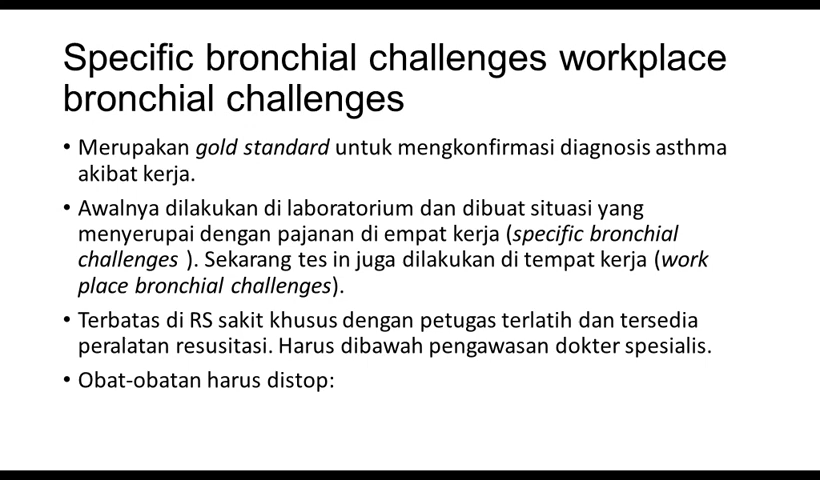 Specific bronchial challenges workplace
bronchial challenges
• Merupakan gold standard untuk mengkonfirmasi diagnosis asthma
akibat kerja.
• Awalnya dilakukan di laboratorium dan dibuat situasi yang
menyerupai dengan pajanan di empat kerja (specific bronchial
challenges ). Sekarang tes in juga dilakukan di tempat kerja (work
place bronchial challenges).
• Terbatas di RS sakit khusus dengan petugas terlatih dan tersedia
peralatan resusitasi. Harus dibawah pengawasan dokter spesialis.
• Obat-obatan harus distop: